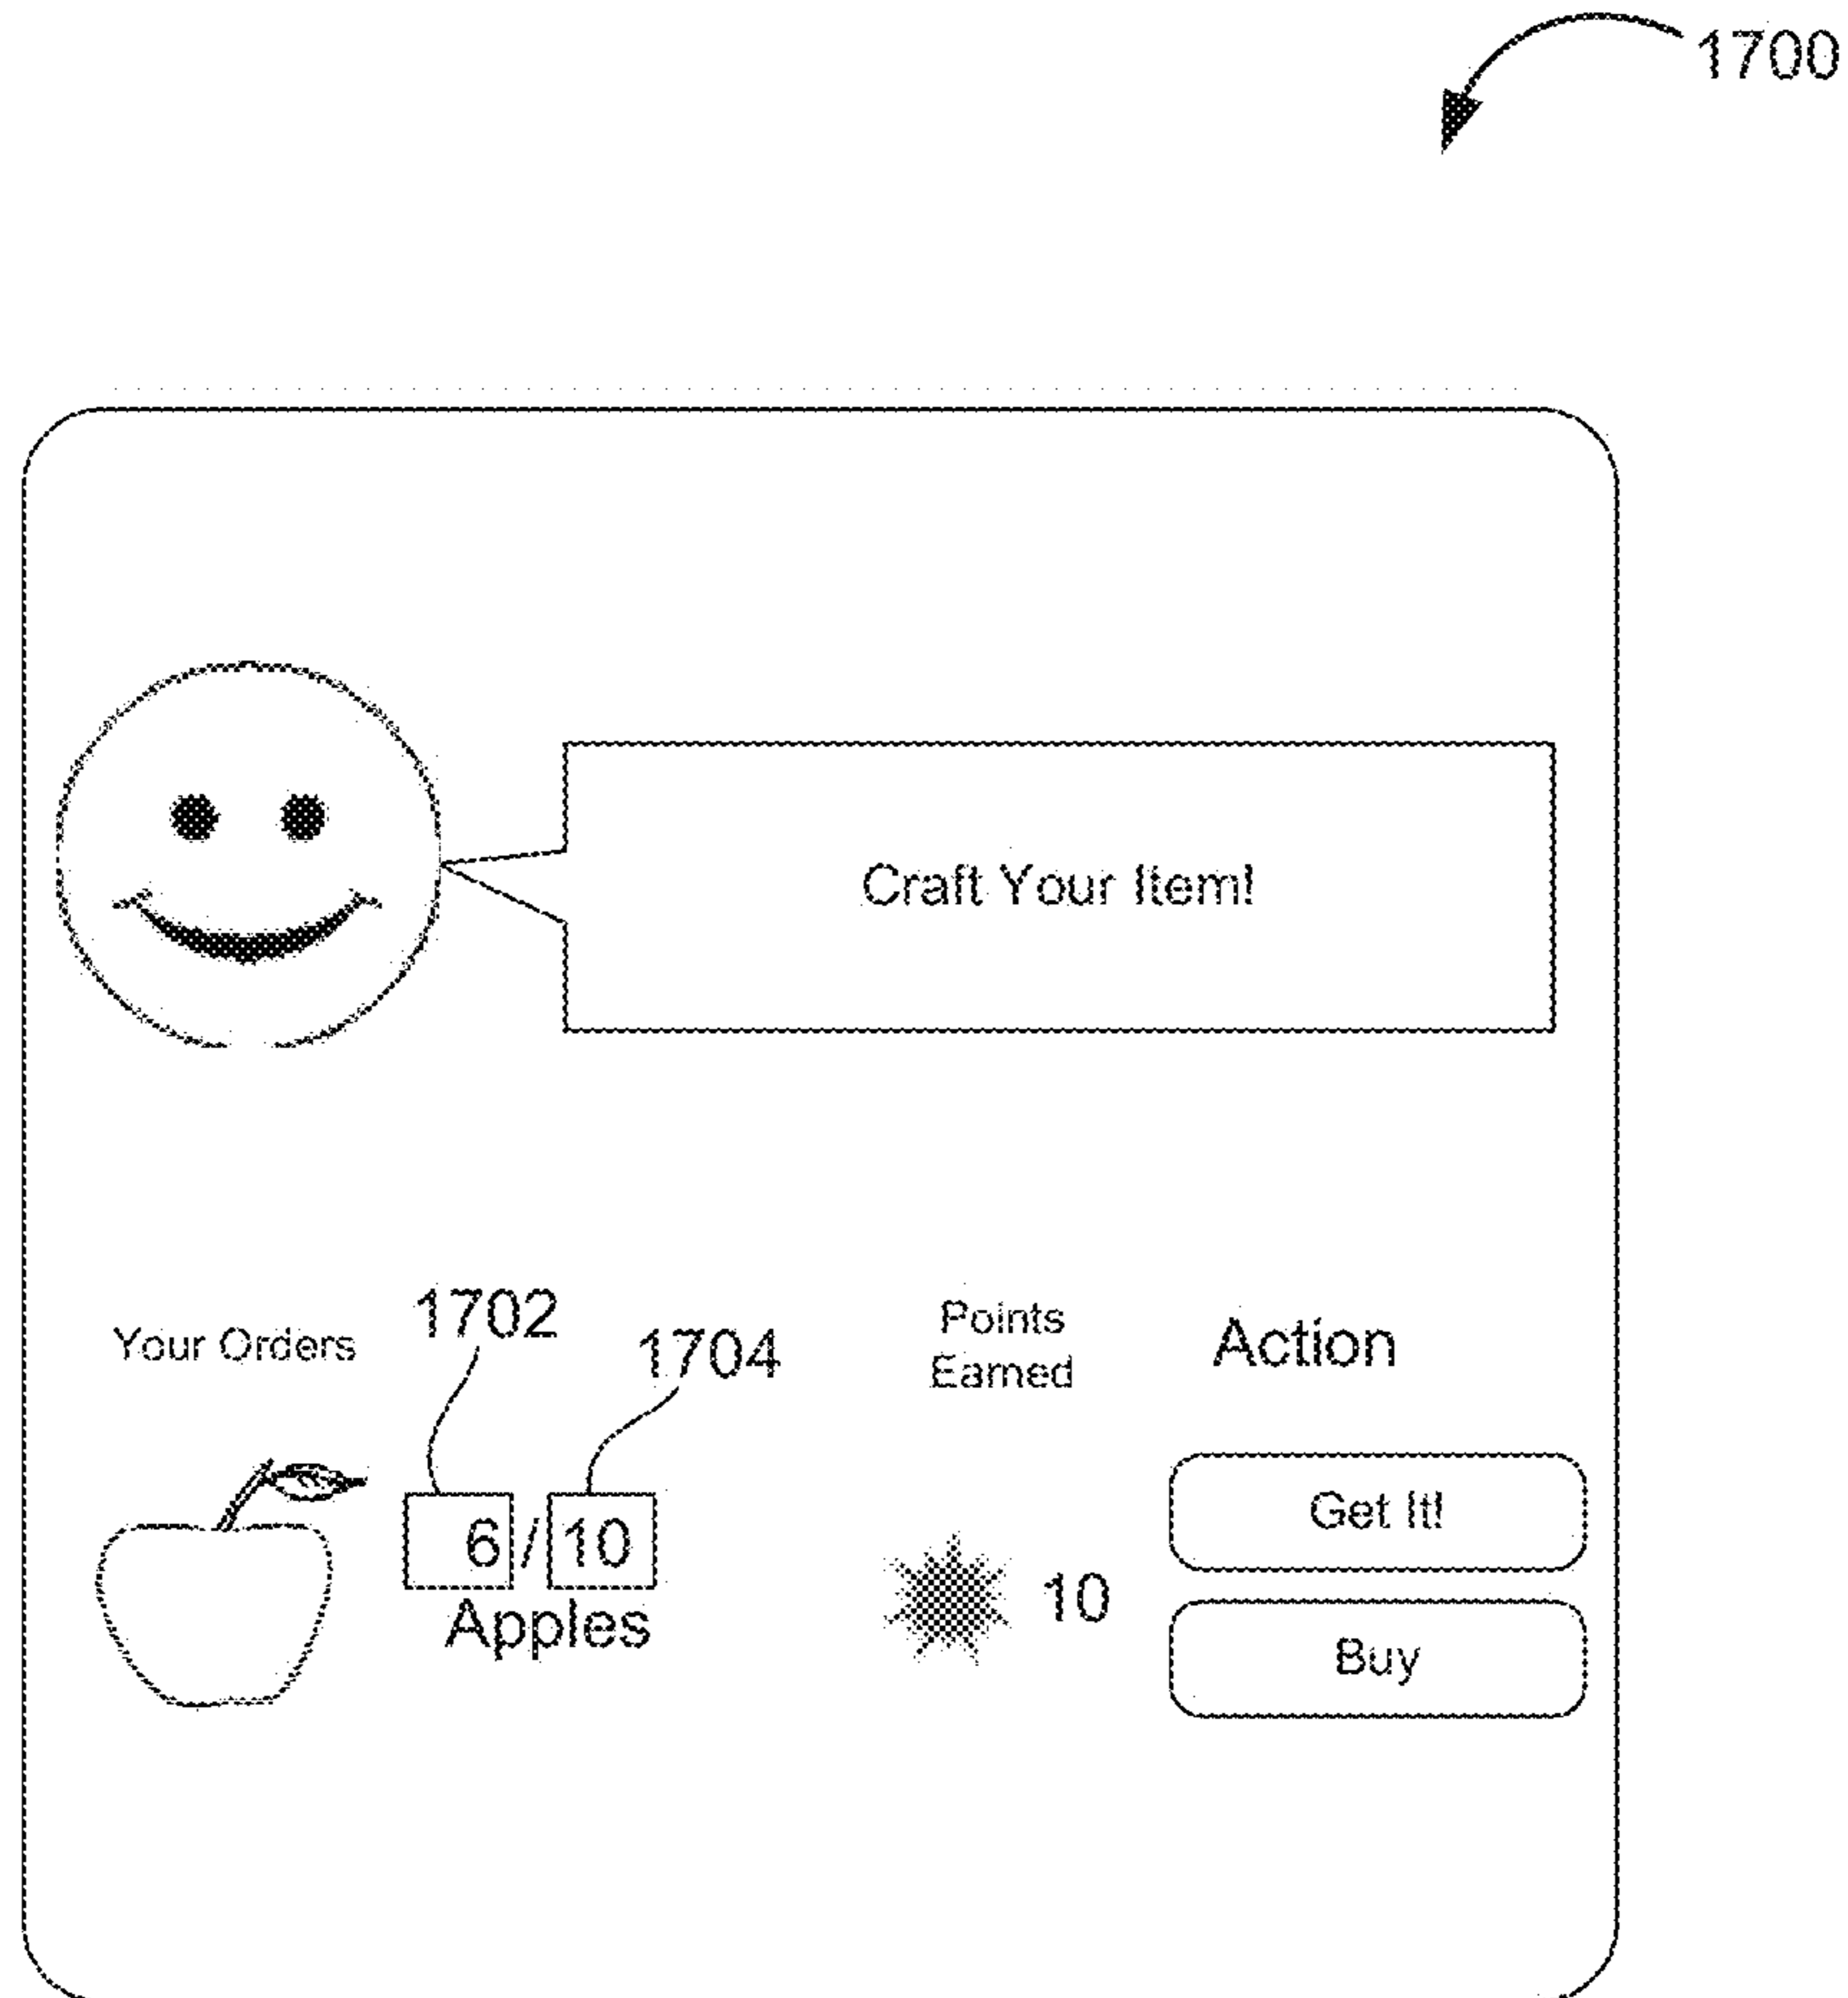 1700
Craft Your Item!
Your Orders
1702
1704
Points
Earned
Action
6/10
Apples
10
Get It!
Buy